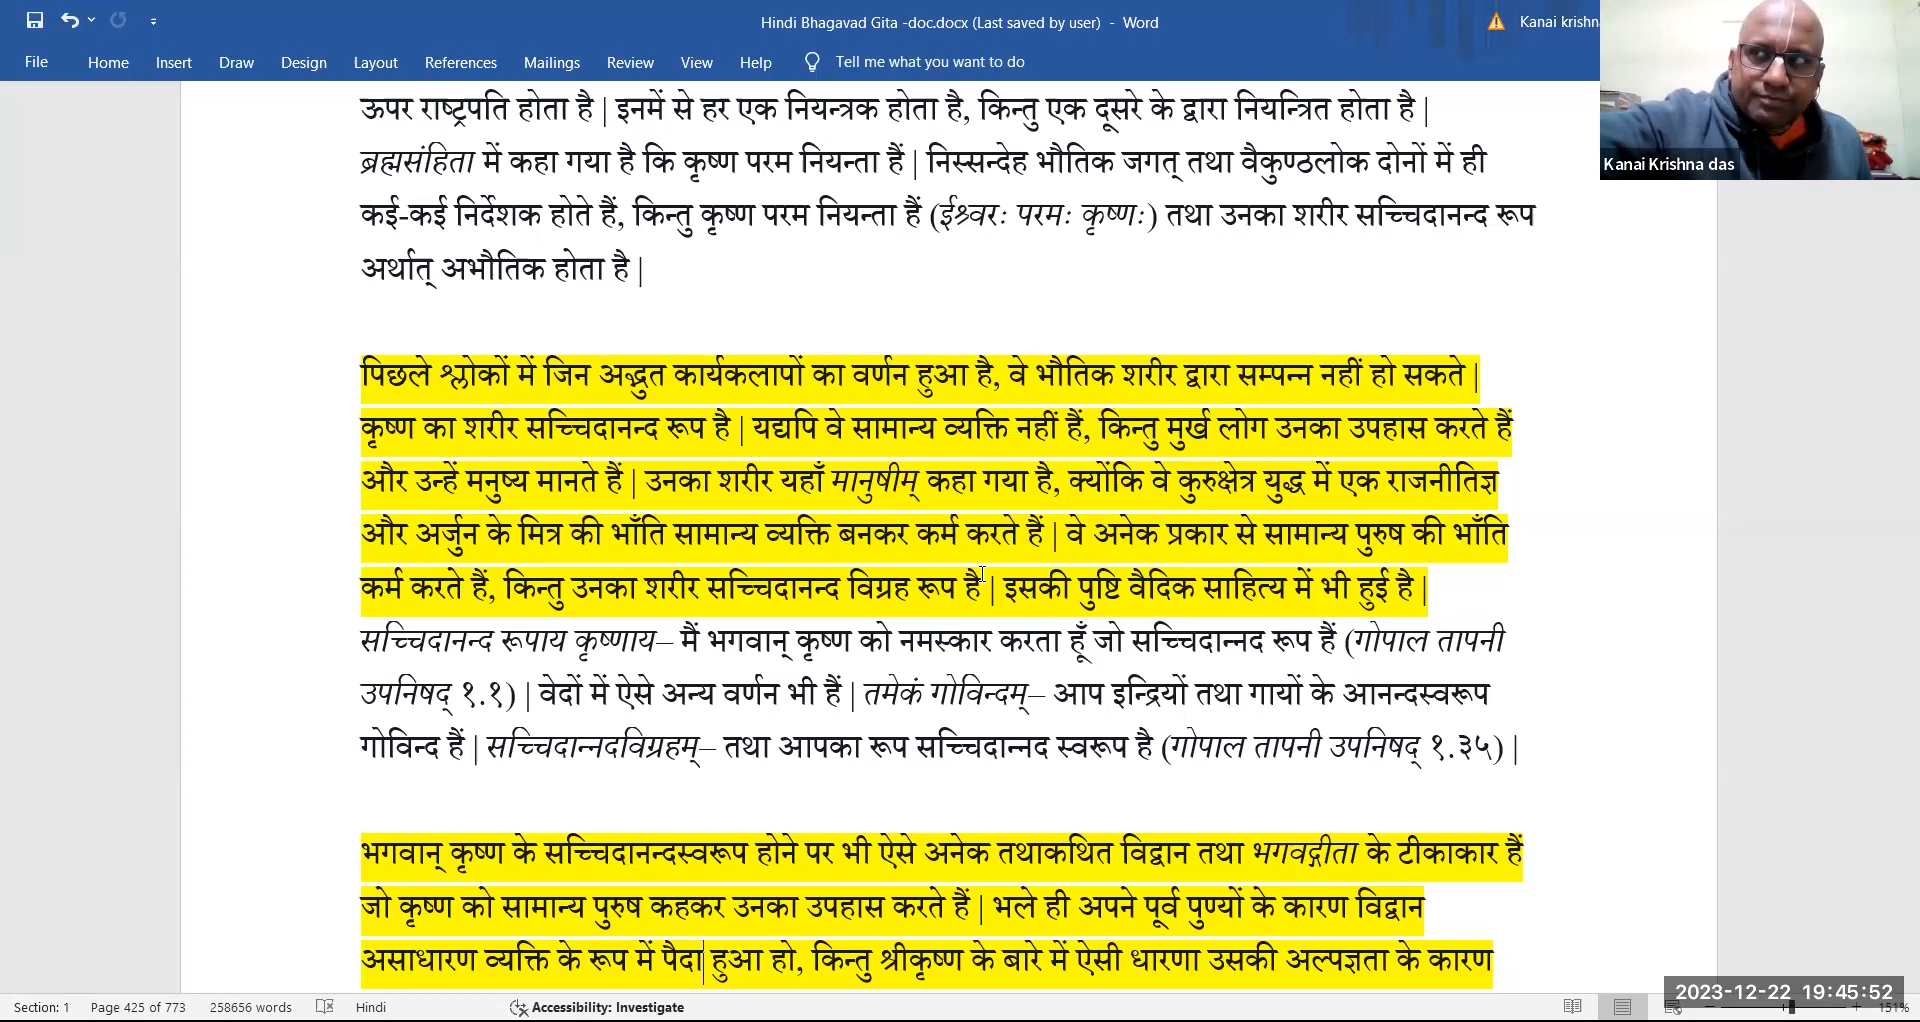 Hindi Bhagavad Gita -doc.docx (Last saved by user) - Word
Kanai krishn
File Home Insert Draw Design Layout References Mailings Review View Help Tell me what you want to do
Kanai Krishna das
ऊपर राष्ट्रपति होता है | इनमें से हर एक नियन्त्रक होता है, किन्तु एक दूसरे के द्वारा नियन्त्रित होता है |
ब्रह्मसंहिता में कहा गया है कि कृष्ण परम नियन्ता हैं | निस्सन्देह भौतिक जगत् तथा वैकुण्ठलोक दोनों में ही
कई-कई निर्देशक होते हैं, किन्तु कृष्ण परम नियन्ता हैं (ईश्र्वरः परमः कृष्णः) तथा उनका शरीर सच्चिदानन्द रूप
अर्थात् अभौतिक होता है |
पिछले श्लोकों में जिन अद्भुत कार्यकलापों का वर्णन हुआ है, वे भौतिक शरीर द्वारा सम्पन्न नहीं हो सकते |
कृष्ण का शरीर सच्चिदानन्द रूप है | यद्यपि वे सामान्य व्यक्ति नहीं हैं, किन्तु मुर्ख लोग उनका उपहास करते हैं
और उन्हें मनुष्य मानते हैं | उनका शरीर यहाँ मानुषीम् कहा गया है, क्योंकि वे कुरुक्षेत्र युद्ध में एक राजनीतिज्ञ
और अर्जुन के मित्र की भाँति सामान्य व्यक्ति बनकर कर्म करते हैं | वे अनेक प्रकार से सामान्य पुरुष की भाँति
कर्म करते हैं, किन्तु उनका शरीर सच्चिदानन्द विग्रह रूप है | इसकी पुष्टि वैदिक साहित्य में भी हुई है |
सच्चिदानन्द रूपाय कृष्णाय– मैं भगवान् कृष्ण को नमस्कार करता हूँ जो सच्चिदान्नद रूप हैं (गोपाल तापनी
उपनिषद् १.१) | वेदों में ऐसे अन्य वर्णन भी हैं | तमेकं गोविन्दम्– आप इन्द्रियों तथा गायों के आनन्दस्वरूप
गोविन्द हैं | सच्चिदान्नदविग्रहम्– तथा आपका रूप सच्चिदान्नद स्वरूप है (गोपाल तापनी उपनिषद् १.३५) |
भगवान् कृष्ण के सच्चिदानन्दस्वरूप होने पर भी ऐसे अनेक तथाकथित विद्वान तथा भगवद्गीता के टीकाकार हैं
जो कृष्ण को सामान्य पुरुष कहकर उनका उपहास करते हैं | भले ही अपने पूर्व पुण्यों के कारण विद्वान
असाधारण व्यक्ति के रूप में पैदा हुआ हो, किन्तु श्रीकृष्ण के बारे में ऐसी धारणा उसकी अल्पज्ञता के कारण
Section: 1 Page 425 of 773 258656 words Hindi Accessibility: Investigate 151%
2023-12-22 19:45:52